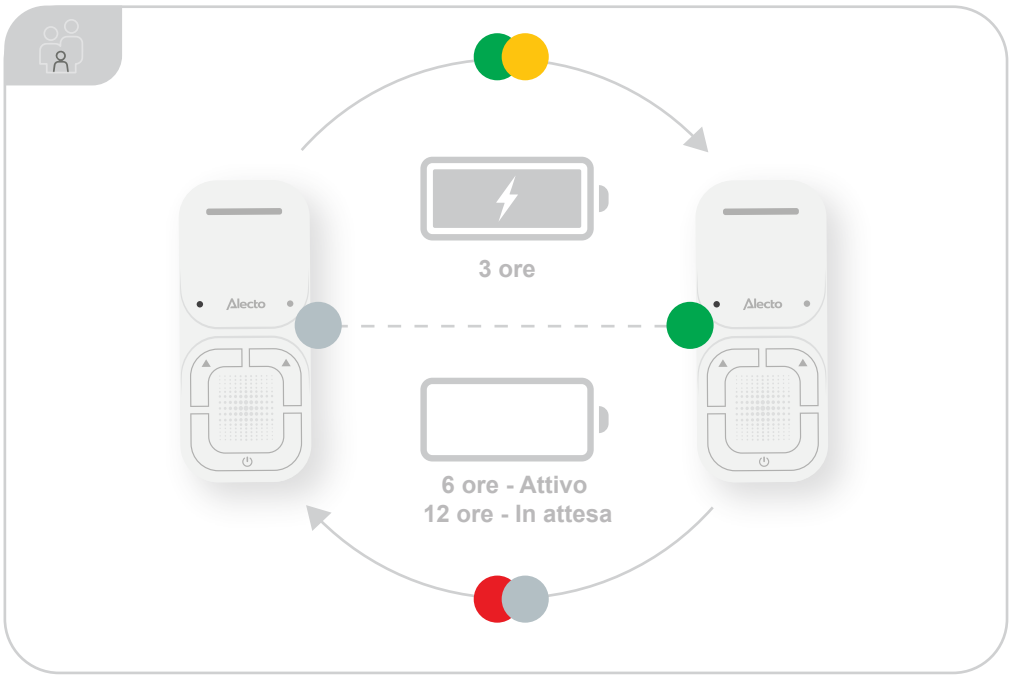 3 ore
Alecto
Alecto
6 ore - Attivo
12 ore - In attesa